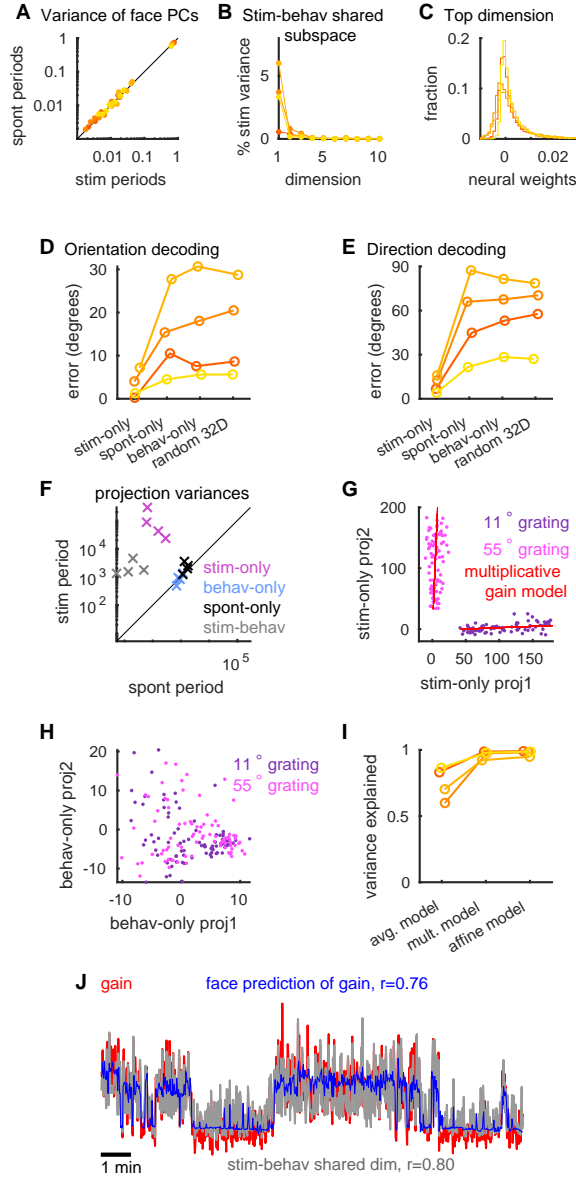 A Variance of face PCs
spont periods
1
0.1
0.01
0.01 0.1 1
stim periods
B Stim-behav shared subspace
% stim variance
5
0
1 5 10
dimension
C Top dimension
fraction
0.2
0.1
0
0 0.02
neural weights
D Orientation decoding
error (degrees)
30
20
10
0
stim-only
spont-only
behav-only
random 32D
E Direction decoding
error (degrees)
90
60
30
0
stim-only
spont-only
behav-only
random 32D
F projection variances
stim period
10^4
10^3
10^2
stim-only
behav-only
spont-only
stim-behav
10^5
spont period
G
stim-only proj2
200
100
0
11° grating
55° grating
multiplicative
gain model
0 50 100 150
stim-only proj1
H
behav-only proj2
20
10
0
-10
11° grating
55° grating
-10 0 10
behav-only proj1
I
variance explained
1
0.5
0
avg. model
mult. model
affine model
J gain
face prediction of gain, r=0.76
1 min
stim-behav shared dim, r=0.80